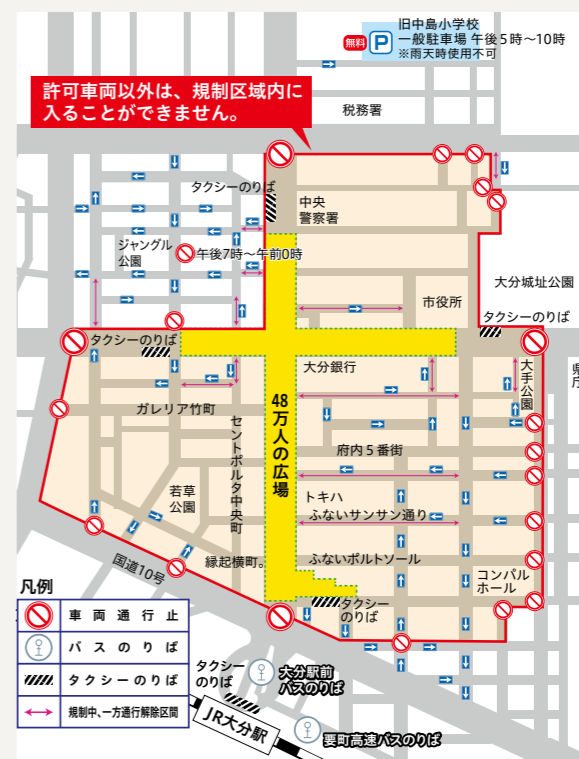 旧中島小学校
無料 P 一般駐車場 午後5時～10時
※雨天時使用不可
許可車両以外は、規制区域内に
入ることができません。
税務署
タクシーのりば
中央
警察署
ジャングル
公園
午後7時～午前0時
大分城址公園
市役所
タクシーのりば
タクシーのりば
大分銀行
大手公園
県庁
ガレリア竹町
セントポルタ中央町
48万人の広場
府内5番街
若草
公園
トキハ
ふないサンサン通り
縁起横町。
ふないポルトソール
国道10号
コンパル
ホール
タクシー
のりば
凡例
車両通行止
バスのりば
タクシーのりば
規制中、一方通行解除区間
タクシー
のりば
大分駅前
バスのりば
JR大分駅
要町高速バスのりば